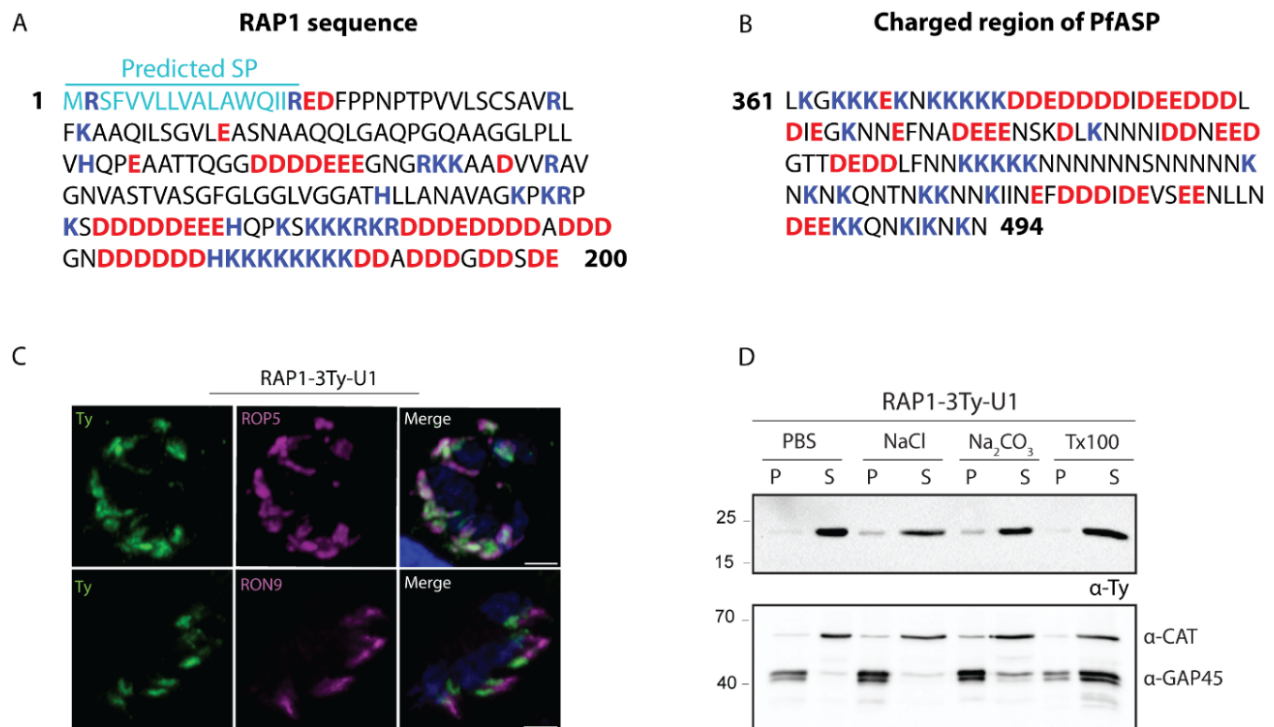 A
RAP1 sequence
Predicted SP
1 MRSFVVLLVALAWQIIREDFPPNPTPVVLSCSAVRL
FKAAQILSGVLEASNAAQQLGAQPGQAAGGLPLL
VHQPEAATTQGGDDDDEEEGNGRKKAADVVRAV
GNVASTVASGFGLGGLVGGATHLLANAVAGKPKRP
KSDDDDDEEEHQPKSKKKRKRDDDEDDDDADDD
GNDDDDDDHKKKKKKKKDDADDDGDDSDE 200
B
Charged region of PfASP
361 LKGKKKEKNKKKKKDDEDDDDIDEEDDDL
DIEGKNNEFNADEEENSKDLKNNNIDDNEED
GTTDEDDLFNNKKKKKNNNNNNSNNNNNK
NKNKQNTNKKNNKIINEFDDDIDEVSEENLLN
DEEKKQNKIKNKN 494
C
RAP1-3Ty-U1
Ty
ROP5
Merge
Ty
RON9
Merge
D
RAP1-3Ty-U1
PBS NaCl Na₂CO₃ Tx100
P S P S P S P S
25
15
α-Ty
70
α-CAT
α-GAP45
40